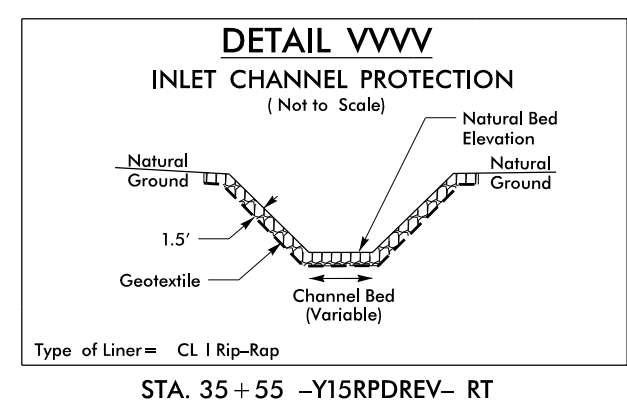 DETAIL VVVV
INLET CHANNEL PROTECTION
( Not to Scale)
Natural Bed
Elevation
Natural
Ground
Natural
Ground
1.5'
Geotextile
Channel Bed
(Variable)
Type of Liner= CL I Rip-Rap
STA. 35+55 -Y15RPDREV- RT